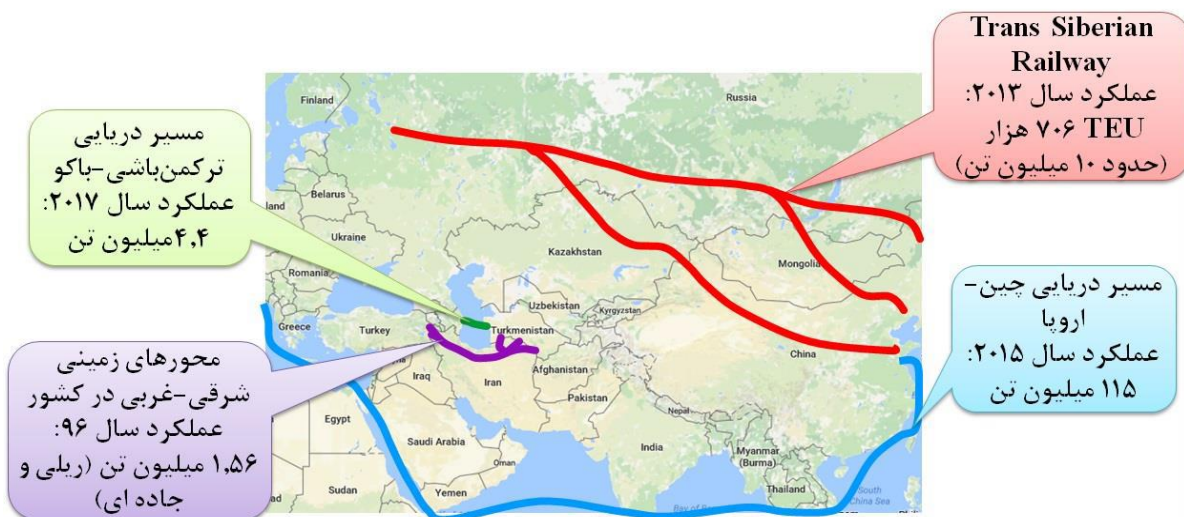 Trans Siberian
Railway
عملکرد سال ۲۰۱۳:
۷۰۶ TEU هزار
(حدود ۱۰ میلیون تن)
مسیر دریایی
ترکمن‌باشی-باکو
عملکرد سال ۲۰۱۷:
۴,۴میلیون تن
مسیر دریایی چین-
اروپا
عملکرد سال ۲۰۱۵:
۱۱۵ میلیون تن
محورهای زمینی
شرقی-غربی در کشور
عملکرد سال ۹۶:
۱,۵۶ میلیون تن (ریلی و
جاده ای)
Finland
Russia
Belarus
Ukraine
Kazakhstan
Mongolia
Romania
Uzbekistan
Kyrgyzstan
Greece
Turkey
Turkmenistan
China
Afghanistan
Iraq
Iran
Pakistan
Nepal
Egypt
Saudi Arabia
Oman
India
Myanmar
(Burma)
Sudan
Yemen
Thailand
South
China Sea